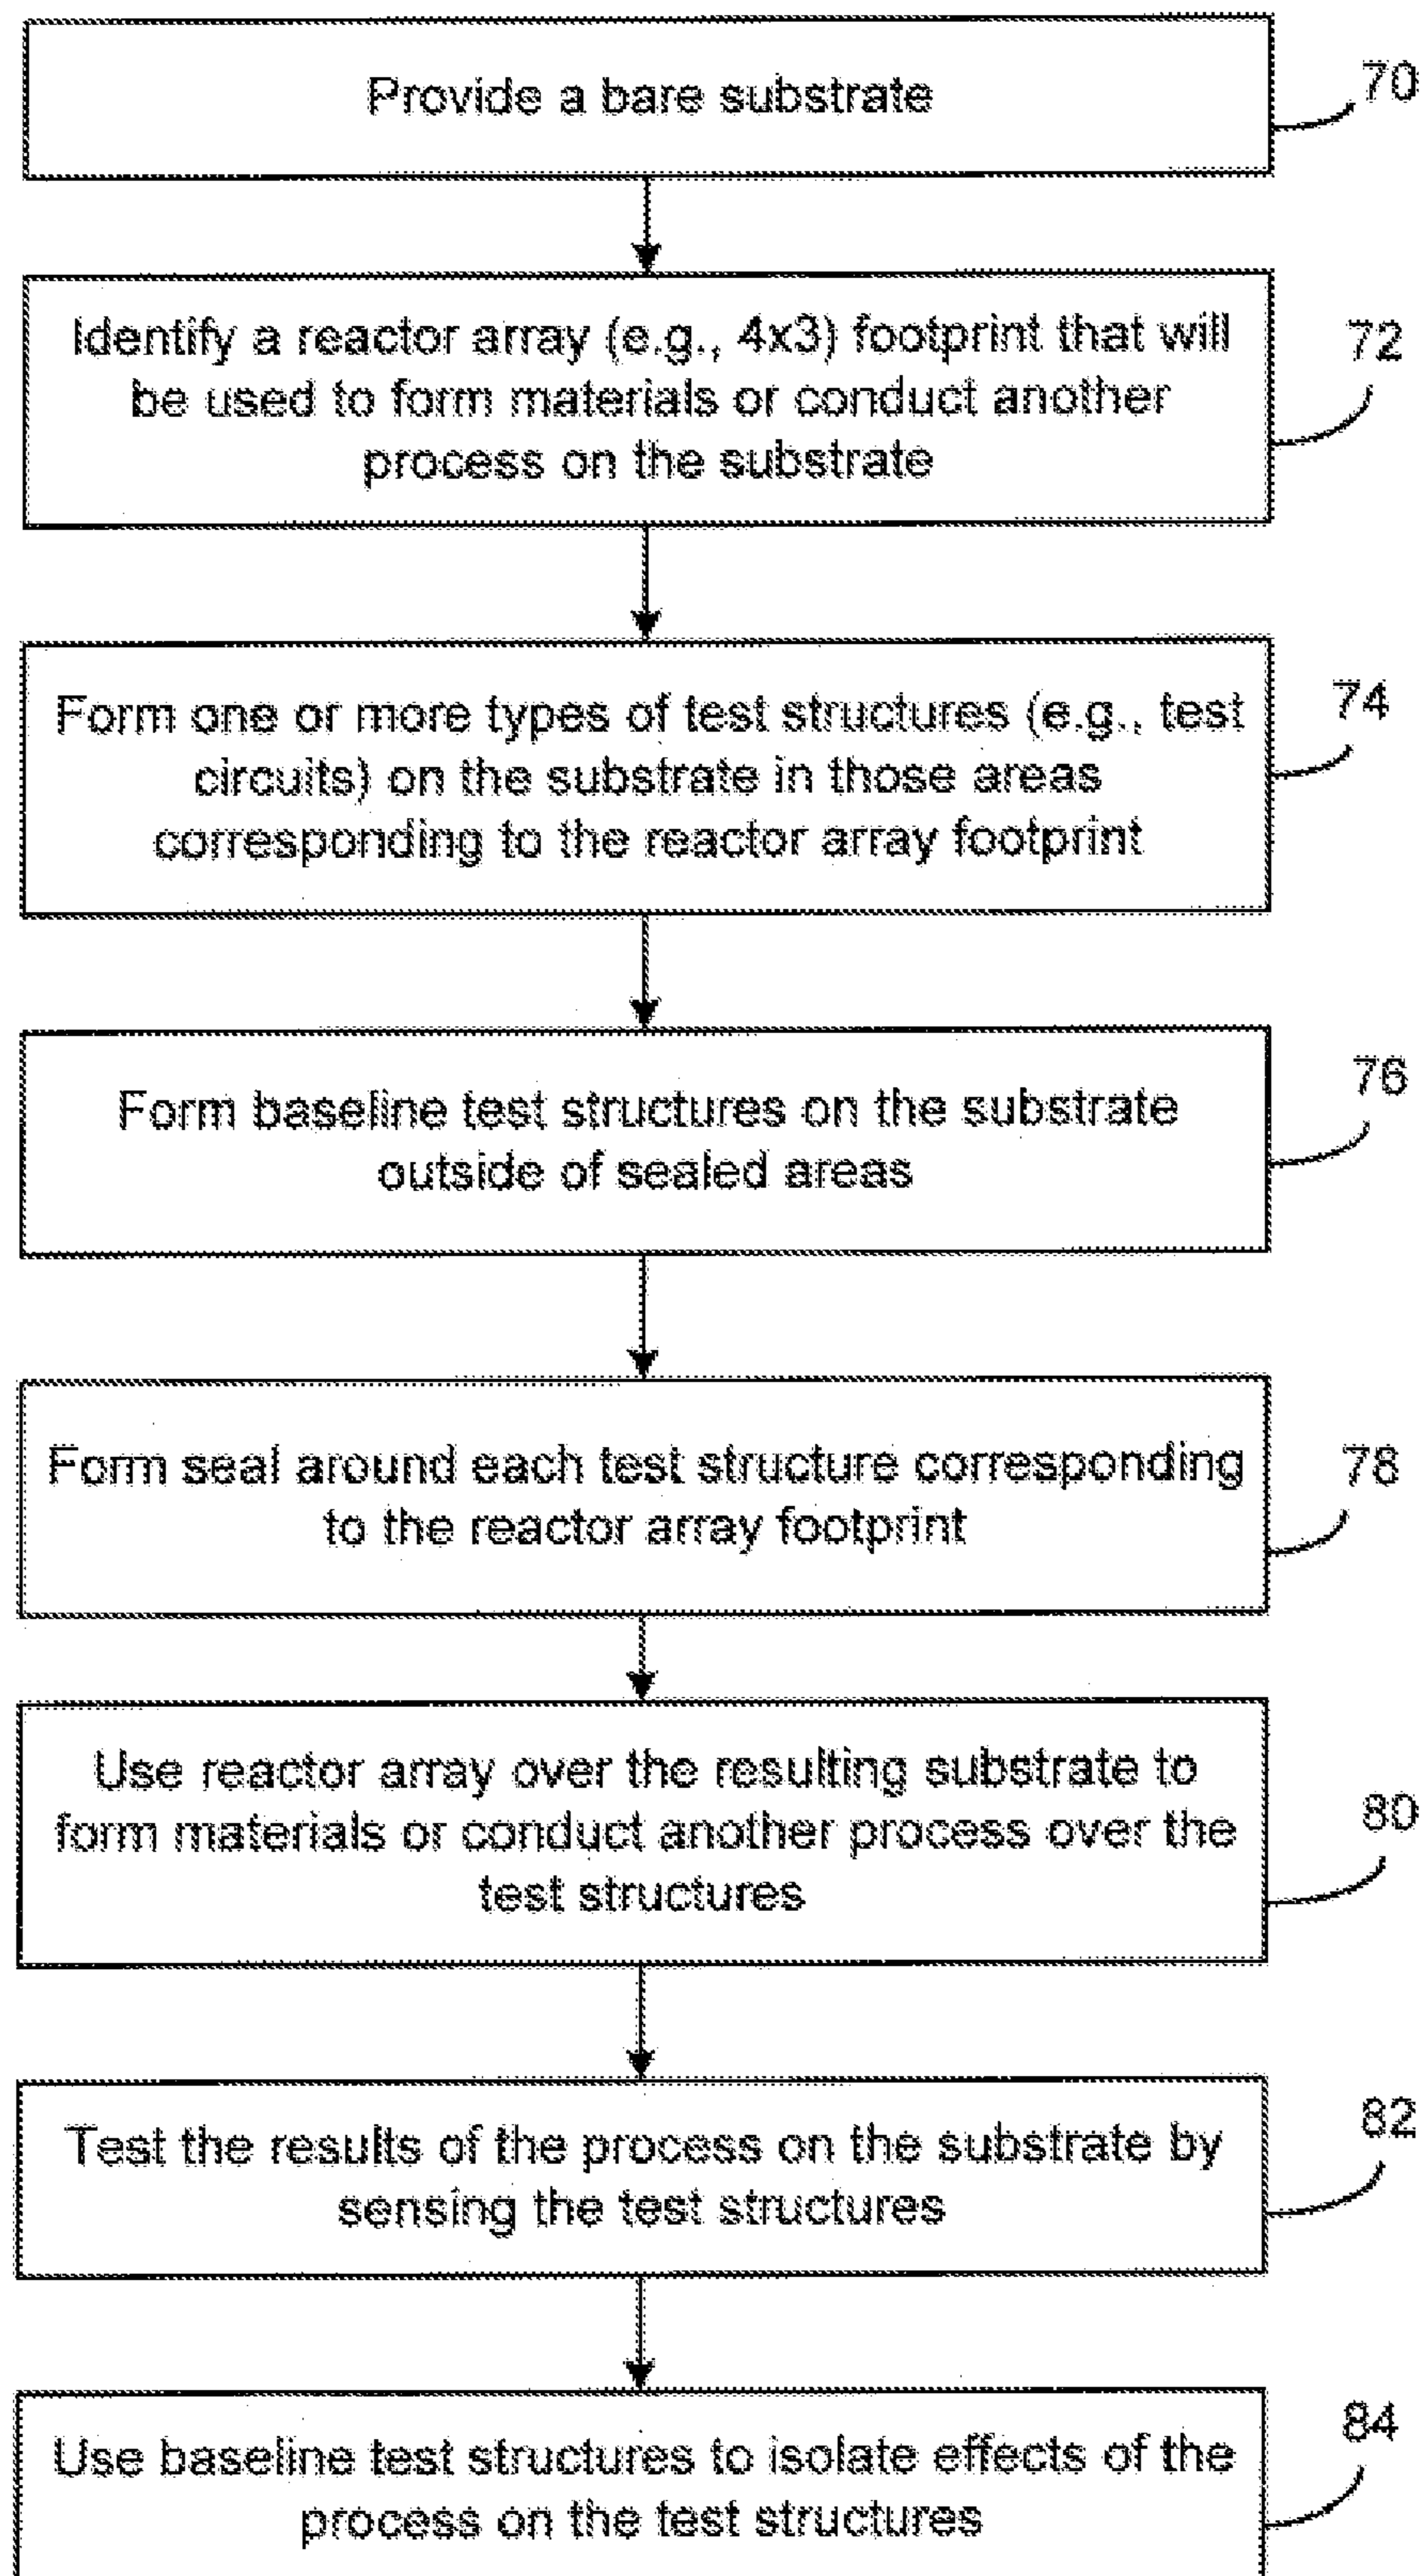 Provide a bare substrate
70
Identify a reactor array (e.g., 4x3) footprint that will
be used to form materials or conduct another
process on the substrate
72
Form one or more types of test structures (e.g., test
circuits) on the substrate in those areas
corresponding to the reactor array footprint
74
Form baseline test structures on the substrate
outside of sealed areas
76
Form seal around each test structure corresponding
to the reactor array footprint
78
Use reactor array over the resulting substrate to
form materials or conduct another process over the
test structures
80
Test the results of the process on the substrate by
sensing the test structures
82
Use baseline test structures to isolate effects of the
process on the test structures
84